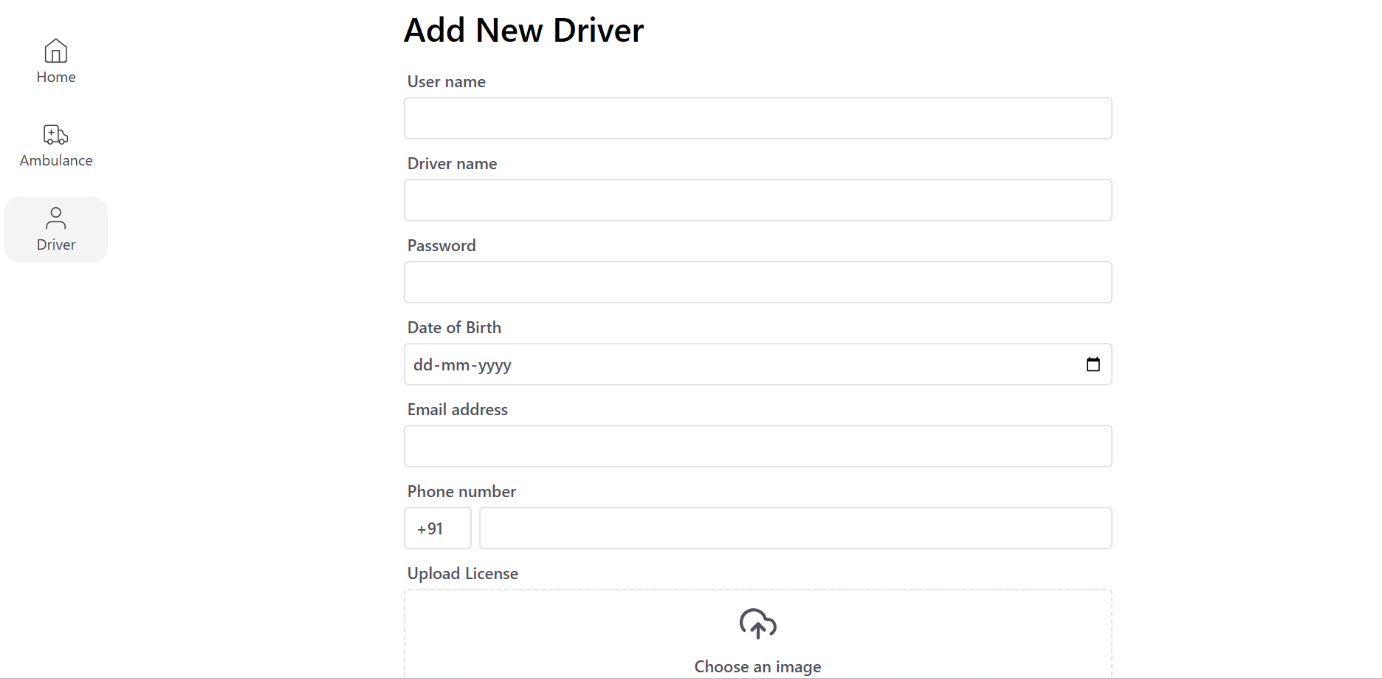 Home
Ambulance
Driver
Add New Driver
User name
Driver name
Password
Date of Birth
dd-mm-yyyy
Email address
Phone number
+91
Upload License
Choose an image